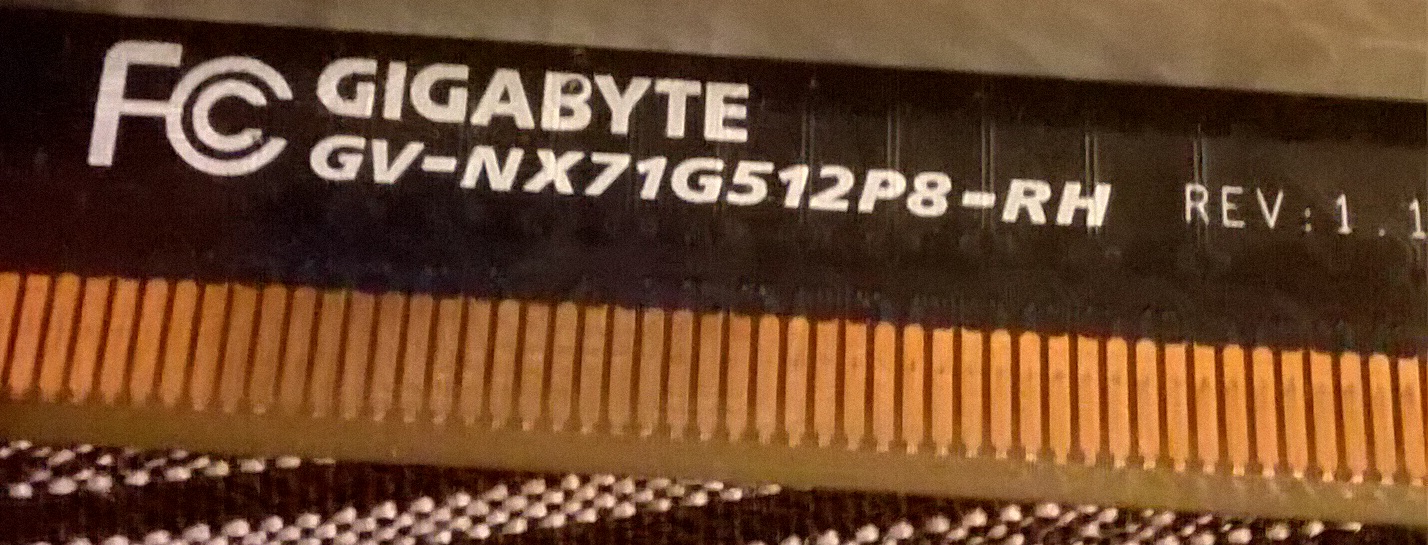 FC GIGABYTE
GV-NX71G512P8-RH REV:1.1